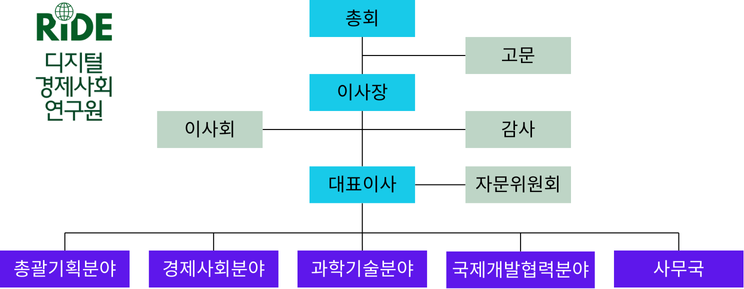 RiDE
디지털
경제사회
연구원
총회
고문
이사장
이사회
감사
대표이사
자문위원회
총괄기획분야
경제사회분야
과학기술분야
국제개발협력분야
사무국